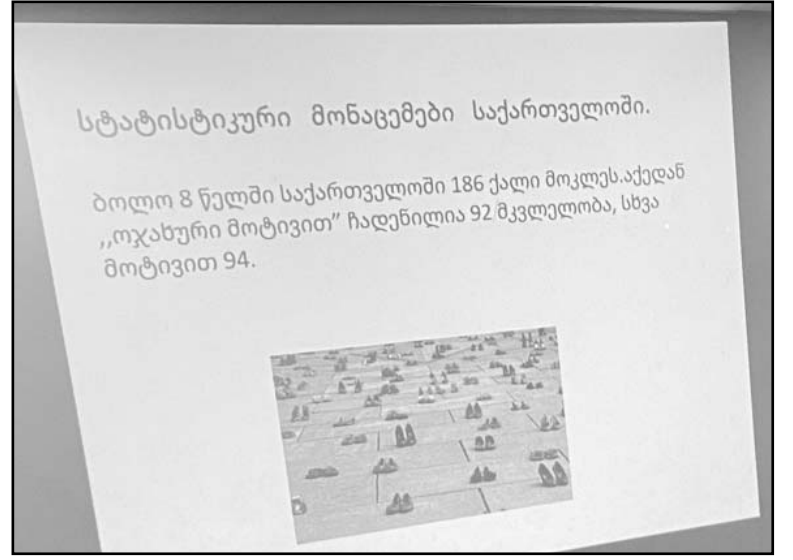 სტატისტიკური მონაცემები საქართველოში.
ბოლო 8 წელში საქართველოში 186 ქალი მოკლეს.აქედან
,,ოჯახური მოტივით” ჩადენილია 92 მკვლელობა, სხვა
მოტივით 94.